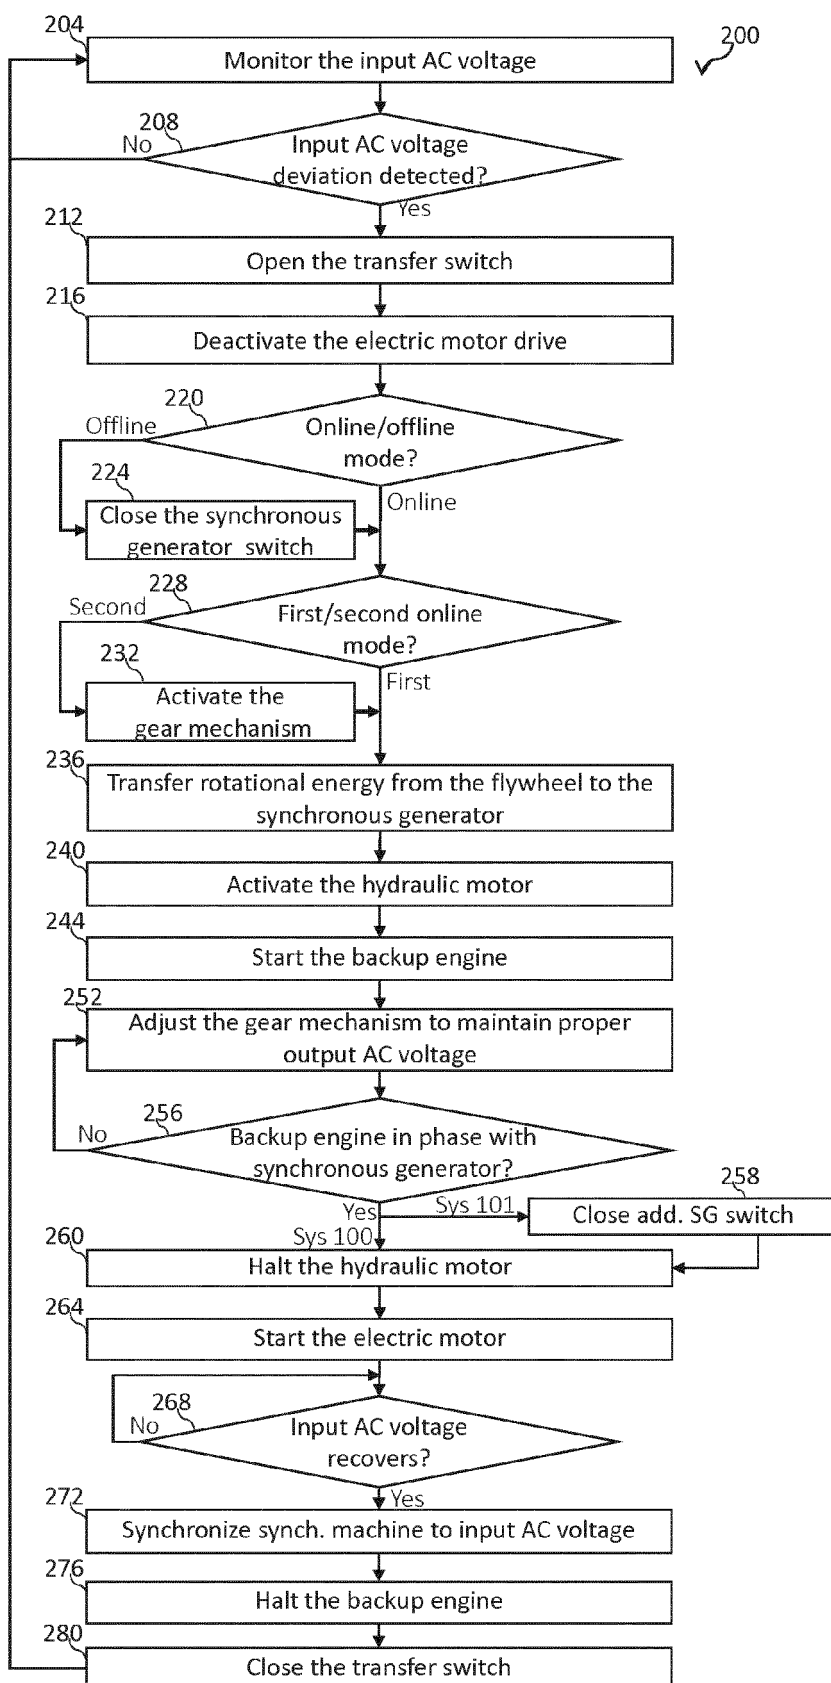 204
Monitor the input AC voltage
200
208
No
Input AC voltage
deviation detected?
Yes
212
Open the transfer switch
216
Deactivate the electric motor drive
220
Offline
Online/offline
mode?
224
Online
Close the synchronous
generator switch
228
Second
First/second online
mode?
232
First
Activate the
gear mechanism
236
Transfer rotational energy from the flywheel to the
synchronous generator
240
Activate the hydraulic motor
244
Start the backup engine
252
Adjust the gear mechanism to maintain proper
output AC voltage
256
No
Backup engine in phase with
synchronous generator?
258
Yes
Sys 101
Close add. SG switch
Sys 100
260
Halt the hydraulic motor
264
Start the electric motor
268
No
Input AC voltage
recovers?
Yes
272
Synchronize synch. machine to input AC voltage
276
Halt the backup engine
280
Close the transfer switch